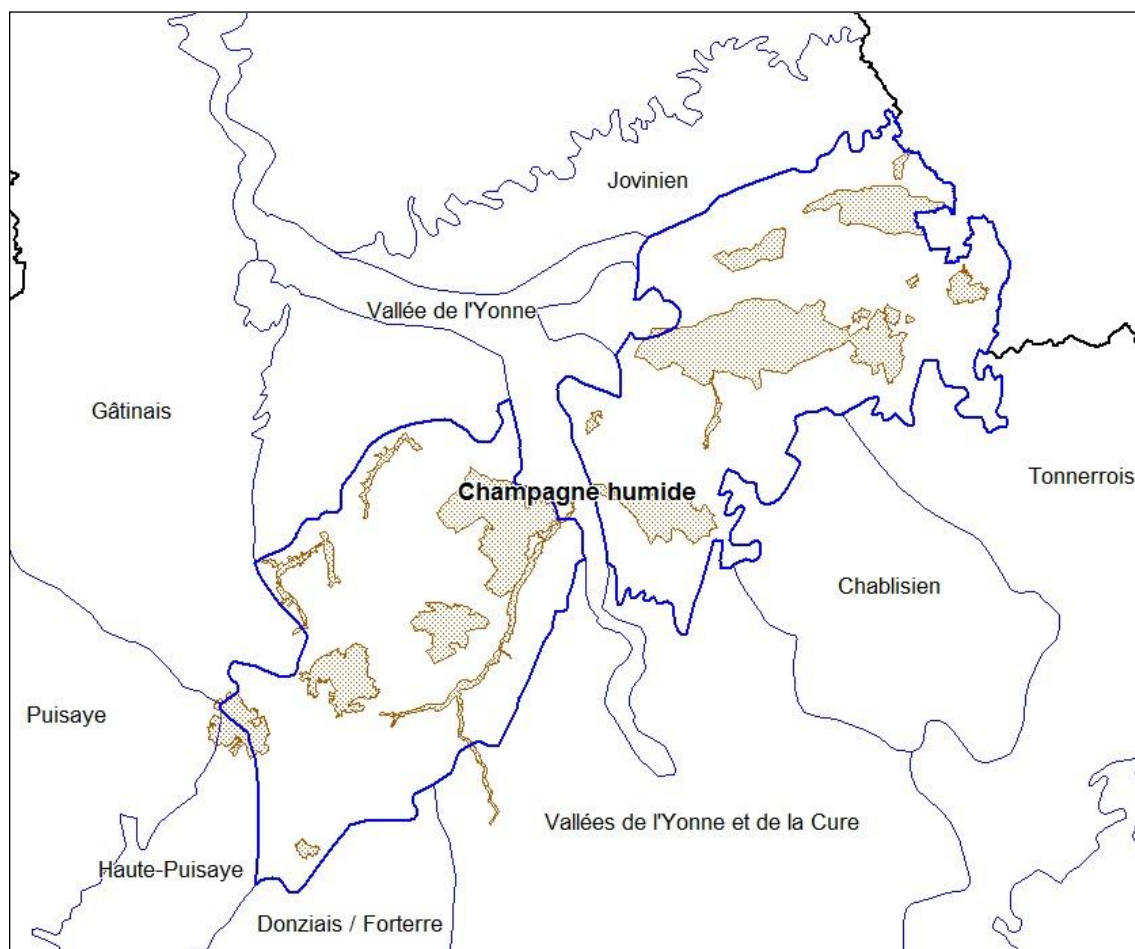 Jovinien
Vallée de l'Yonne
Gâtinais
Tonnerrois
Champagne humide
Chablisien
Puisaye
Vallées de l'Yonne et de la Cure
Haute-Puisaye
Donziais / Forterre